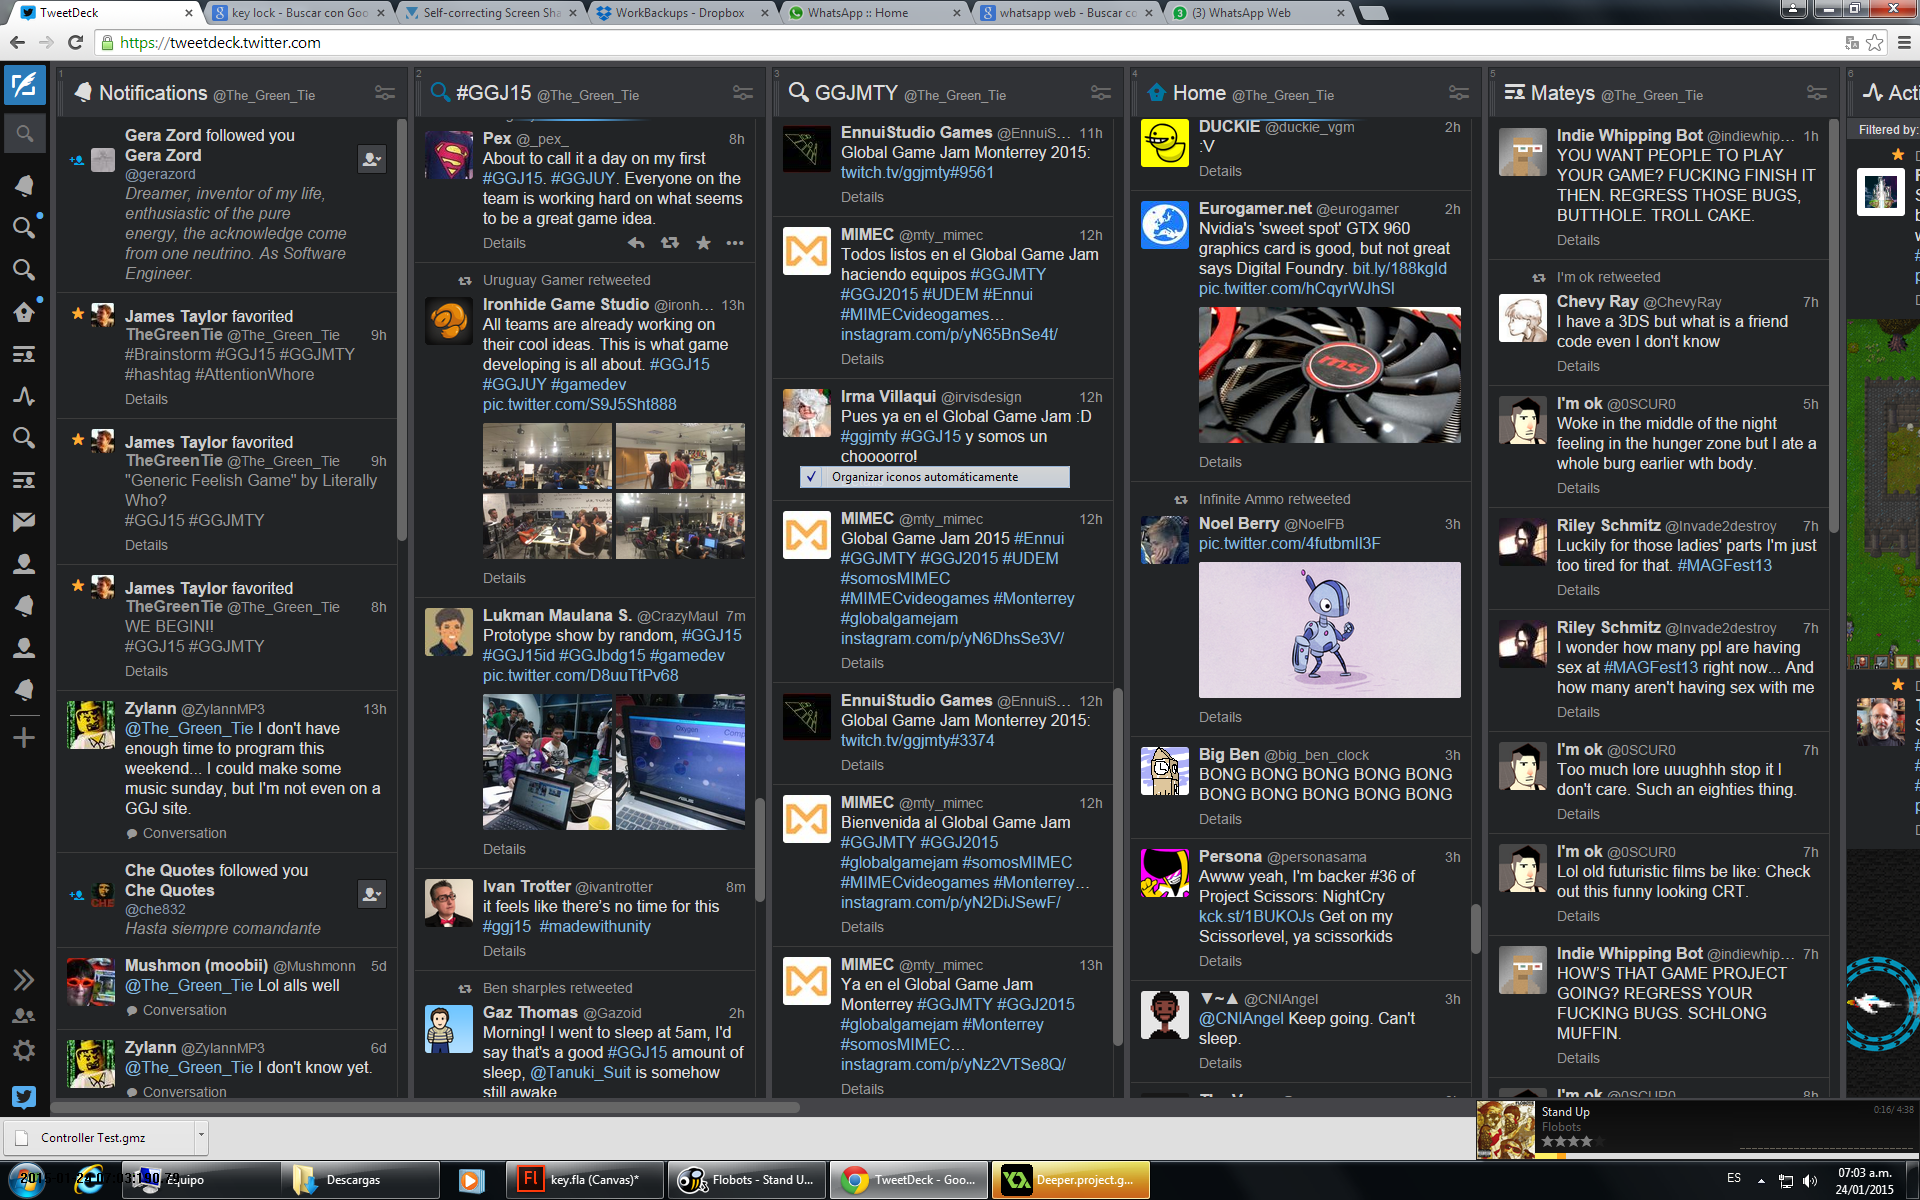 TweetDeck
key lock - Buscar con Goo
Self-correcting Screen Sha
WorkBackups - Dropbox
WhatsApp :: Home
whatsapp web - Buscar co
(3) WhatsApp Web
https://tweetdeck.twitter.com
1
Notifications @The_Green_Tie
Gera Zord followed you
Gera Zord
@gerazord
Dreamer, inventor of my life,
enthusiastic of the pure
energy, the acknowledge come
from one neutrino. As Software
Engineer.
James Taylor favorited
TheGreenTie @The_Green_Tie 9h
#Brainstorm #GGJ15 #GGJMTY
#hashtag #AttentionWhore
Details
James Taylor favorited
TheGreenTie @The_Green_Tie 9h
"Generic Feelish Game" by Literally
Who?
#GGJ15 #GGJMTY
Details
James Taylor favorited
TheGreenTie @The_Green_Tie 8h
WE BEGIN!!
#GGJ15 #GGJMTY
Details
Zylann @ZylannMP3 13h
@The_Green_Tie I don't have
enough time to program this
weekend... I could make some
music sunday, but I'm not even on a
GGJ site.
Conversation
Che Quotes followed you
Che Quotes
@che832
Hasta siempre comandante
Mushmon (moobii) @Mushmonn 5d
@The_Green_Tie Lol alls well
Conversation
Zylann @ZylannMP3 6d
@The_Green_Tie I don't know yet.
Conversation
2
#GGJ15 @The_Green_Tie
Pex @_pex_ 8h
About to call it a day on my first
#GGJ15. #GGJUY. Everyone on the
team is working hard on what seems
to be a great game idea.
Details
Uruguay Gamer retweeted
Ironhide Game Studio @ironh... 13h
All teams are already working on
their cool ideas. This is what game
developing is all about. #GGJ15
#GGJUY #gamedev
pic.twitter.com/S9J5Sht888
Details
Lukman Maulana S. @CrazyMaul 7m
Prototype show by random, #GGJ15
#GGJ15id #GGJbdg15 #gamedev
pic.twitter.com/D8uuTtPv68
Details
Ivan Trotter @ivantrotter 8m
it feels like there's no time for this
#ggj15 #madewithunity
Details
Ben sharples retweeted
Gaz Thomas @Gazoid 2h
Morning! I went to sleep at 5am, I'd
say that's a good #GGJ15 amount of
sleep, @Tanuki_Suit is somehow
still awake
3
GGJMTY @The_Green_Tie
EnnuiStudio Games @EnnuiS... 11h
Global Game Jam Monterrey 2015:
twitch.tv/ggjmty#9561
Details
MIMEC @mty_mimec 12h
Todos listos en el Global Game Jam
haciendo equipos #GGJMTY
#GGJ2015 #UDEM #Ennui
#MIMECvideogames...
instagram.com/p/yN65BnSe4t/
Details
Irma Villaqui @irvisdesign 12h
Pues ya en el Global Game Jam :D
#ggjmty #GGJ15 y somos un
choooorro!
Organizar iconos automáticamente
MIMEC @mty_mimec 12h
Global Game Jam 2015 #Ennui
#GGJMTY #GGJ2015 #UDEM
#somosMIMEC
#MIMECvideogames #Monterrey
#globalgamejam
instagram.com/p/yN6DhsSe3V/
Details
EnnuiStudio Games @EnnuiS... 12h
Global Game Jam Monterrey 2015:
twitch.tv/ggjmty#3374
Details
MIMEC @mty_mimec 12h
Bienvenida al Global Game Jam
#GGJMTY #GGJ2015
#globalgamejam #somosMIMEC
#MIMECvideogames #Monterrey...
instagram.com/p/yN2DiJSewF/
Details
MIMEC @mty_mimec 13h
Ya en el Global Game Jam
Monterrey #GGJMTY #GGJ2015
#globalgamejam #Monterrey
#somosMIMEC...
instagram.com/p/yNz2VTSe8Q/
Details
4
Home @The_Green_Tie
DUCKIE @duckie_vgm 2h
:V
Details
Eurogamer.net @eurogamer 2h
Nvidia's 'sweet spot' GTX 960
graphics card is good, but not great
says Digital Foundry. bit.ly/188kgId
pic.twitter.com/hCqyrWJhSI
msi
Details
Infinite Ammo retweeted
Noel Berry @NoelFB 3h
pic.twitter.com/4futbmlI3F
Details
Big Ben @big_ben_clock 3h
BONG BONG BONG BONG BONG
BONG BONG BONG BONG BONG
Details
Persona @personasama 3h
Awww yeah, I'm backer #36 of
Project Scissors: NightCry
kck.st/1BUKOJs Get on my
Scissorlevel, ya scissorkids
Details
▼~▲ @CNIAngel 3h
@CNIAngel Keep going. Can't
sleep.
Details
5
Mateys @The_Green_Tie
Indie Whipping Bot @indiewhip... 1h
YOU WANT PEOPLE TO PLAY
YOUR GAME? FUCKING FINISH IT
THEN. REGRESS THOSE BUGS,
BUTTHOLE. TROLL CAKE.
Details
I'm ok retweeted
Chevy Ray @ChevyRay 7h
I have a 3DS but what is a friend
code even I don't know
Details
I'm ok @0SCUR0 5h
Woke in the middle of the night
feeling in the hunger zone but I ate a
whole burg earlier wth body.
Details
Riley Schmitz @Invade2destroy 7h
Luckily for those ladies' parts I'm just
too tired for that. #MAGFest13
Details
Riley Schmitz @Invade2destroy 7h
I wonder how many ppl are having
sex at #MAGFest13 right now... And
how many aren't having sex with me
Details
I'm ok @0SCUR0 7h
Too much lore uuughhh stop it I
don't care. Such an eighties thing.
Details
I'm ok @0SCUR0 7h
Lol old futuristic films be like: Check
out this funny looking CRT.
Details
Indie Whipping Bot @indiewhip... 7h
HOW'S THAT GAME PROJECT
GOING? REGRESS YOUR
FUCKING BUGS. SCHLONG
MUFFIN.
Details
I'm ok @0SCUR0 8h
6
Acti
Filtered by:
Stand Up
Flobots
0:16/ 4:38
Controller Test.gmz
Equipo
Descargas
key.fla (Canvas)*
Flobots - Stand U...
TweetDeck - Goo...
Deeper.project.g...
ES
07:03 a.m.
24/01/2015